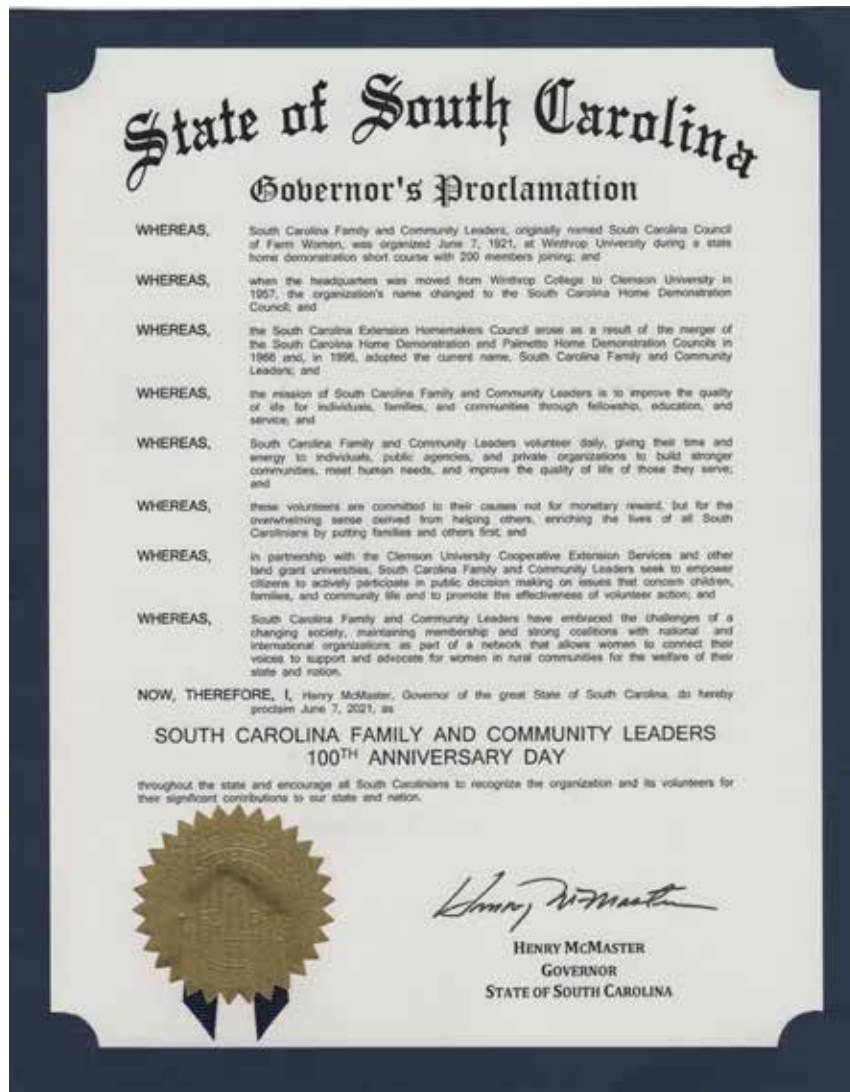 State of South Carolina
Governor's Proclamation
WHEREAS, South Carolina Family and Community Leaders, originally named South Carolina Council
of Farm Women, was organized June 7, 1921, at Winthrop University during a state
home demonstration short course with 200 members joining; and
WHEREAS, when the headquarters was moved from Winthrop College to Clemson University in
1957, the organization's name changed to the South Carolina Home Demonstration
Council; and
WHEREAS, the South Carolina Extension Homemakers Council arose as a result of the merger of
the South Carolina Home Demonstration and Palmetto Home Demonstration Councils in
1966 and, in 1996, adopted the current name, South Carolina Family and Community
Leaders; and
WHEREAS, the mission of South Carolina Family and Community Leaders is to improve the quality
of life for individuals, families, and communities through fellowship, education, and
service; and
WHEREAS, South Carolina Family and Community Leaders volunteer daily, giving their time and
energy to individuals, public agencies, and private organizations to build stronger
communities, meet human needs, and improve the quality of life of those they serve;
and
WHEREAS, these volunteers are committed to their causes not for monetary reward, but for the
overwhelming sense derived from helping others, enriching the lives of all South
Carolinians by putting families and others first; and
WHEREAS, in partnership with the Clemson University Cooperative Extension Services and other
land grant universities, South Carolina Family and Community Leaders seek to empower
citizens to actively participate in public decision making on issues that concern children,
families, and community life and to promote the effectiveness of volunteer action; and
WHEREAS, South Carolina Family and Community Leaders have embraced the challenges of a
changing society, maintaining membership and strong coalitions with national and
international organizations as part of a network that allows women to connect their
voices to support and advocate for women in rural communities for the welfare of their
state and nation.
NOW, THEREFORE, I, Henry McMaster, Governor of the great State of South Carolina, do hereby
proclaim June 7, 2021, as
SOUTH CAROLINA FAMILY AND COMMUNITY LEADERS
100TH ANNIVERSARY DAY
throughout the state and encourage all South Carolinians to recognize the organization and its volunteers for
their significant contributions to our state and nation.
Henry McMaster
HENRY MCMASTER
GOVERNOR
STATE OF SOUTH CAROLINA